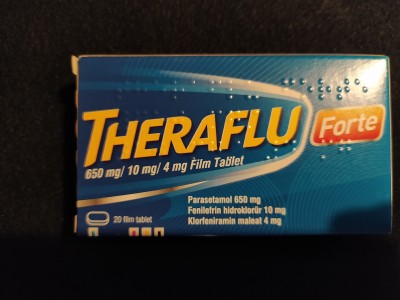 THERAFLU Forte
650 mg/ 10 mg/ 4 mg Film Tablet
Parasetamol 650 mg
Fenilefrin hidroklorür 10 mg
Klorfeniramin maleat 4 mg
20 film tablet